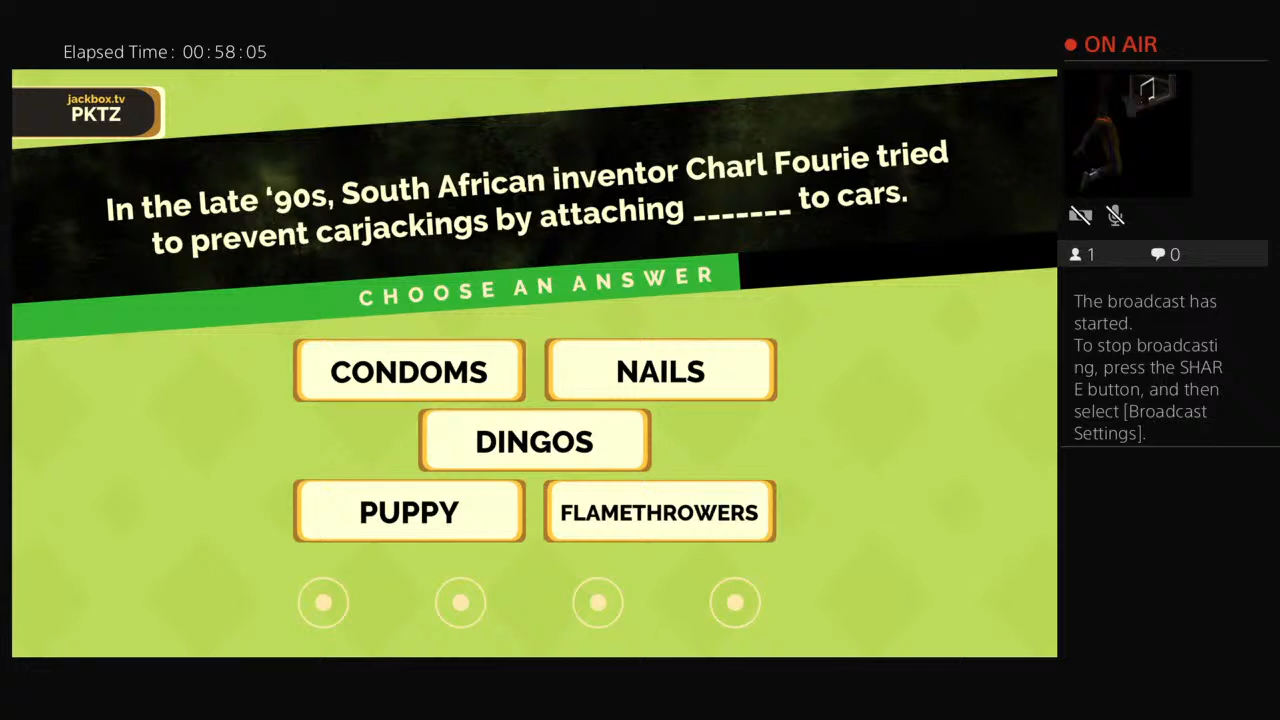 Elapsed Time: 00:58:05
ON AIR
jackbox.tv
PKTZ
In the late ‘90s, South African inventor Charl Fourie tried
to prevent carjackings by attaching _______ to cars.
CHOOSE AN ANSWER
CONDOMS
NAILS
DINGOS
PUPPY
FLAMETHROWERS
1
0
The broadcast has
started.
To stop broadcasti
ng, press the SHAR
E button, and then
select [Broadcast
Settings].